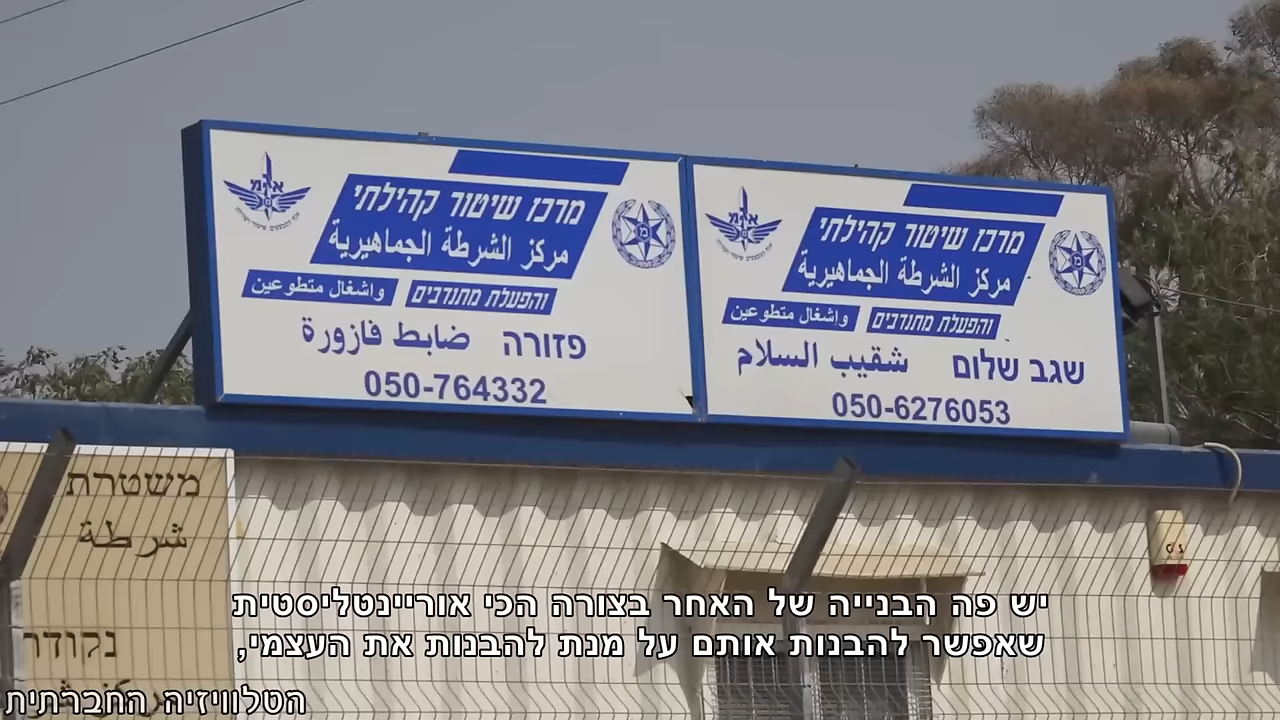 מרכז שיטור קהילתי
مركز الشرطة الجماهيرية
והפעלת מתנדבים واشغال متطوعين
פזורה ضابط فازورة
050-764332
מרכז שיטור קהילתי
مركز الشرطة الجماهيرية
והפעלת מתנדבים واشغال متطوعين
שגב שלום شقيب السلام
050-6276053
משטרת
شرطة
נקודר
יש פה הבנייה של האחר בצורה הכי אוריינטליסטית
שאפשר להבנות אותם על מנת להבנות את העצמי,
הטלוויזיה החברתית